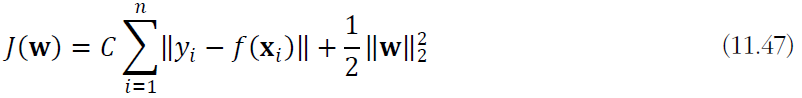 J(𝐰) = C ∑_{i=1}^{n} ‖y_i − f(𝐱_i)‖ + 1/2 ‖𝐰‖_2^2 (11.47)